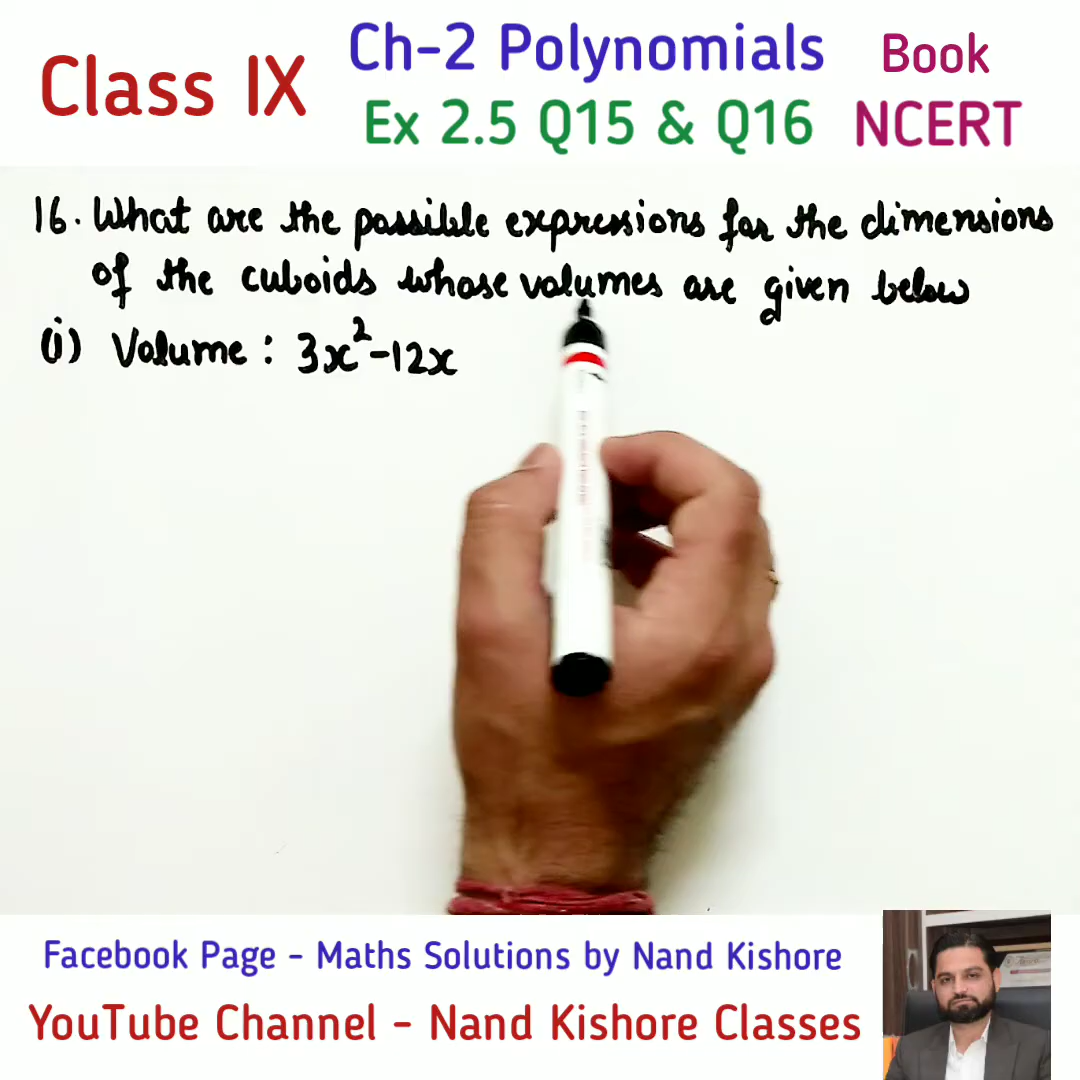 Class IX
Ch-2 Polynomials
Book
Ex 2.5 Q15 & Q16
NCERT
16. What are the possible expressions for the dimensions
of the cuboids whose volumes are given below
(i) Volume : 3x²-12x
Facebook Page - Maths Solutions by Nand Kishore
YouTube Channel - Nand Kishore Classes